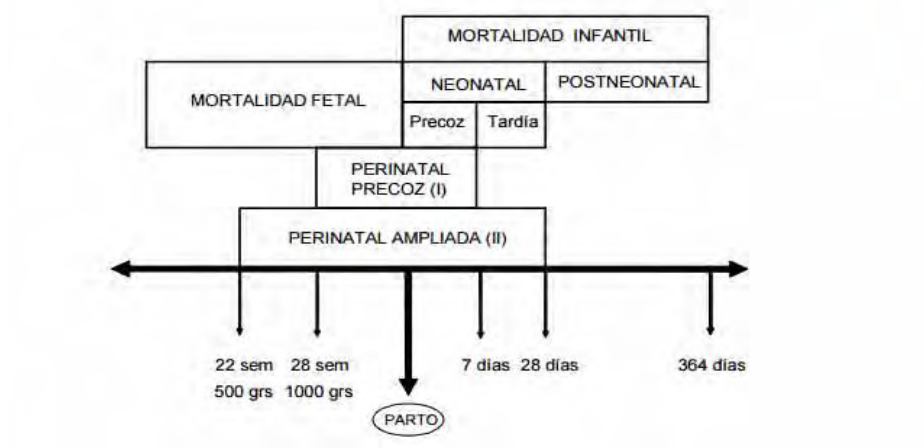 MORTALIDAD INFANTIL
MORTALIDAD FETAL
NEONATAL
POSTNEONATAL
Precoz
Tardía
PERINATAL
PRECOZ (I)
PERINATAL AMPLIADA (II)
22 sem
500 grs
28 sem
1000 grs
7 días
28 días
364 días
PARTO